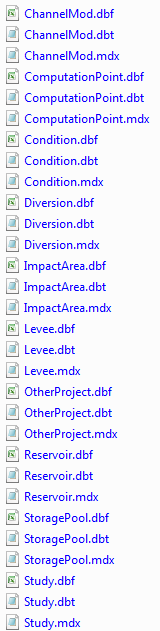 ChannelMod.dbf
ChannelMod.dbt
ChannelMod.mdx
ComputationPoint.dbf
ComputationPoint.dbt
ComputationPoint.mdx
Condition.dbf
Condition.dbt
Condition.mdx
Diversion.dbf
Diversion.dbt
Diversion.mdx
ImpactArea.dbf
ImpactArea.dbt
ImpactArea.mdx
Levee.dbf
Levee.dbt
Levee.mdx
OtherProject.dbf
OtherProject.dbt
OtherProject.mdx
Reservoir.dbf
Reservoir.dbt
Reservoir.mdx
StoragePool.dbf
StoragePool.dbt
StoragePool.mdx
Study.dbf
Study.dbt
Study.mdx